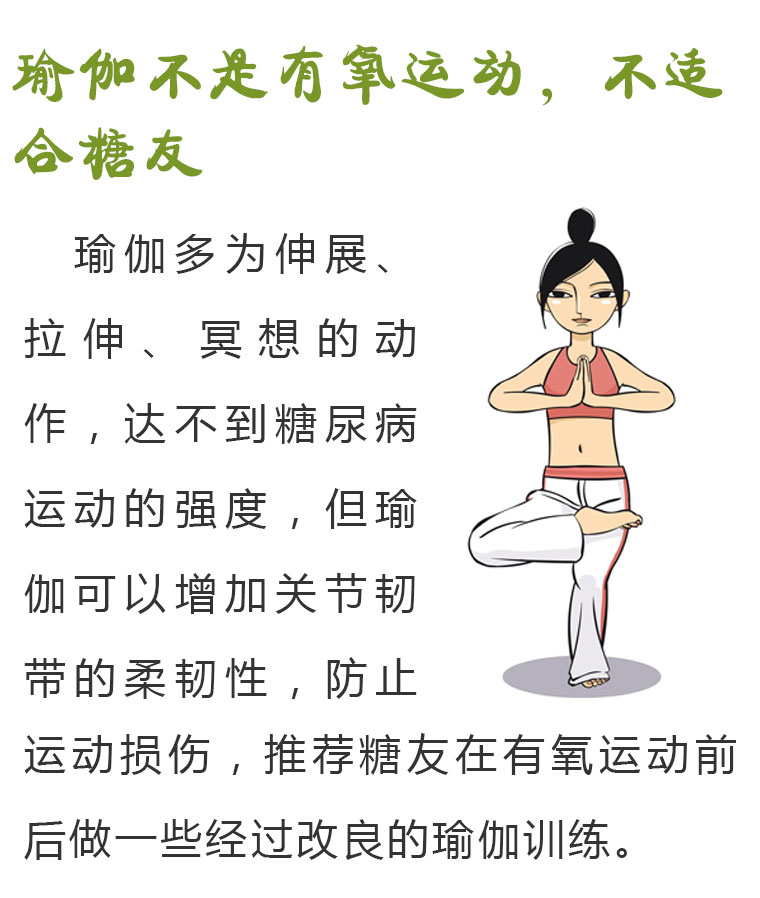 瑜伽不是有氧运动，不适
合糖友
瑜伽多为伸展、
拉伸、冥想的动
作，达不到糖尿病
运动的强度，但瑜
伽可以增加关节韧
带的柔韧性，防止
运动损伤，推荐糖友在有氧运动前
后做一些经过改良的瑜伽训练。